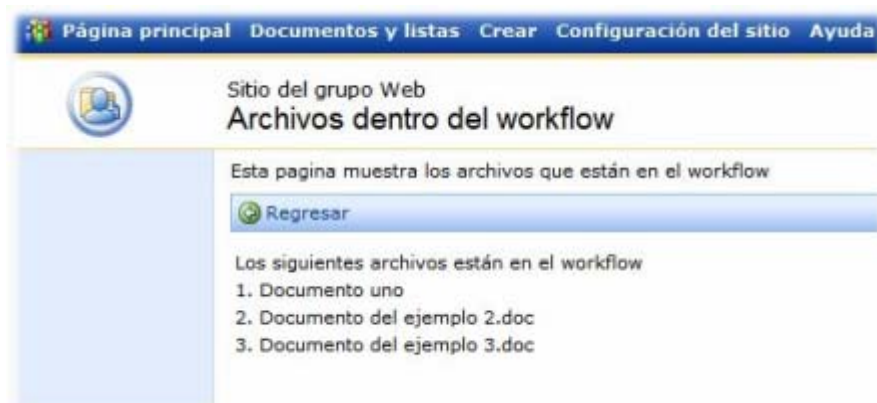 Página principal Documentos y listas Crear Configuración del sitio Ayuda
Sitio del grupo Web
Archivos dentro del workflow
Esta pagina muestra los archivos que están en el workflow
Regresar
Los siguientes archivos están en el workflow
1. Documento uno
2. Documento del ejemplo 2.doc
3. Documento del ejemplo 3.doc